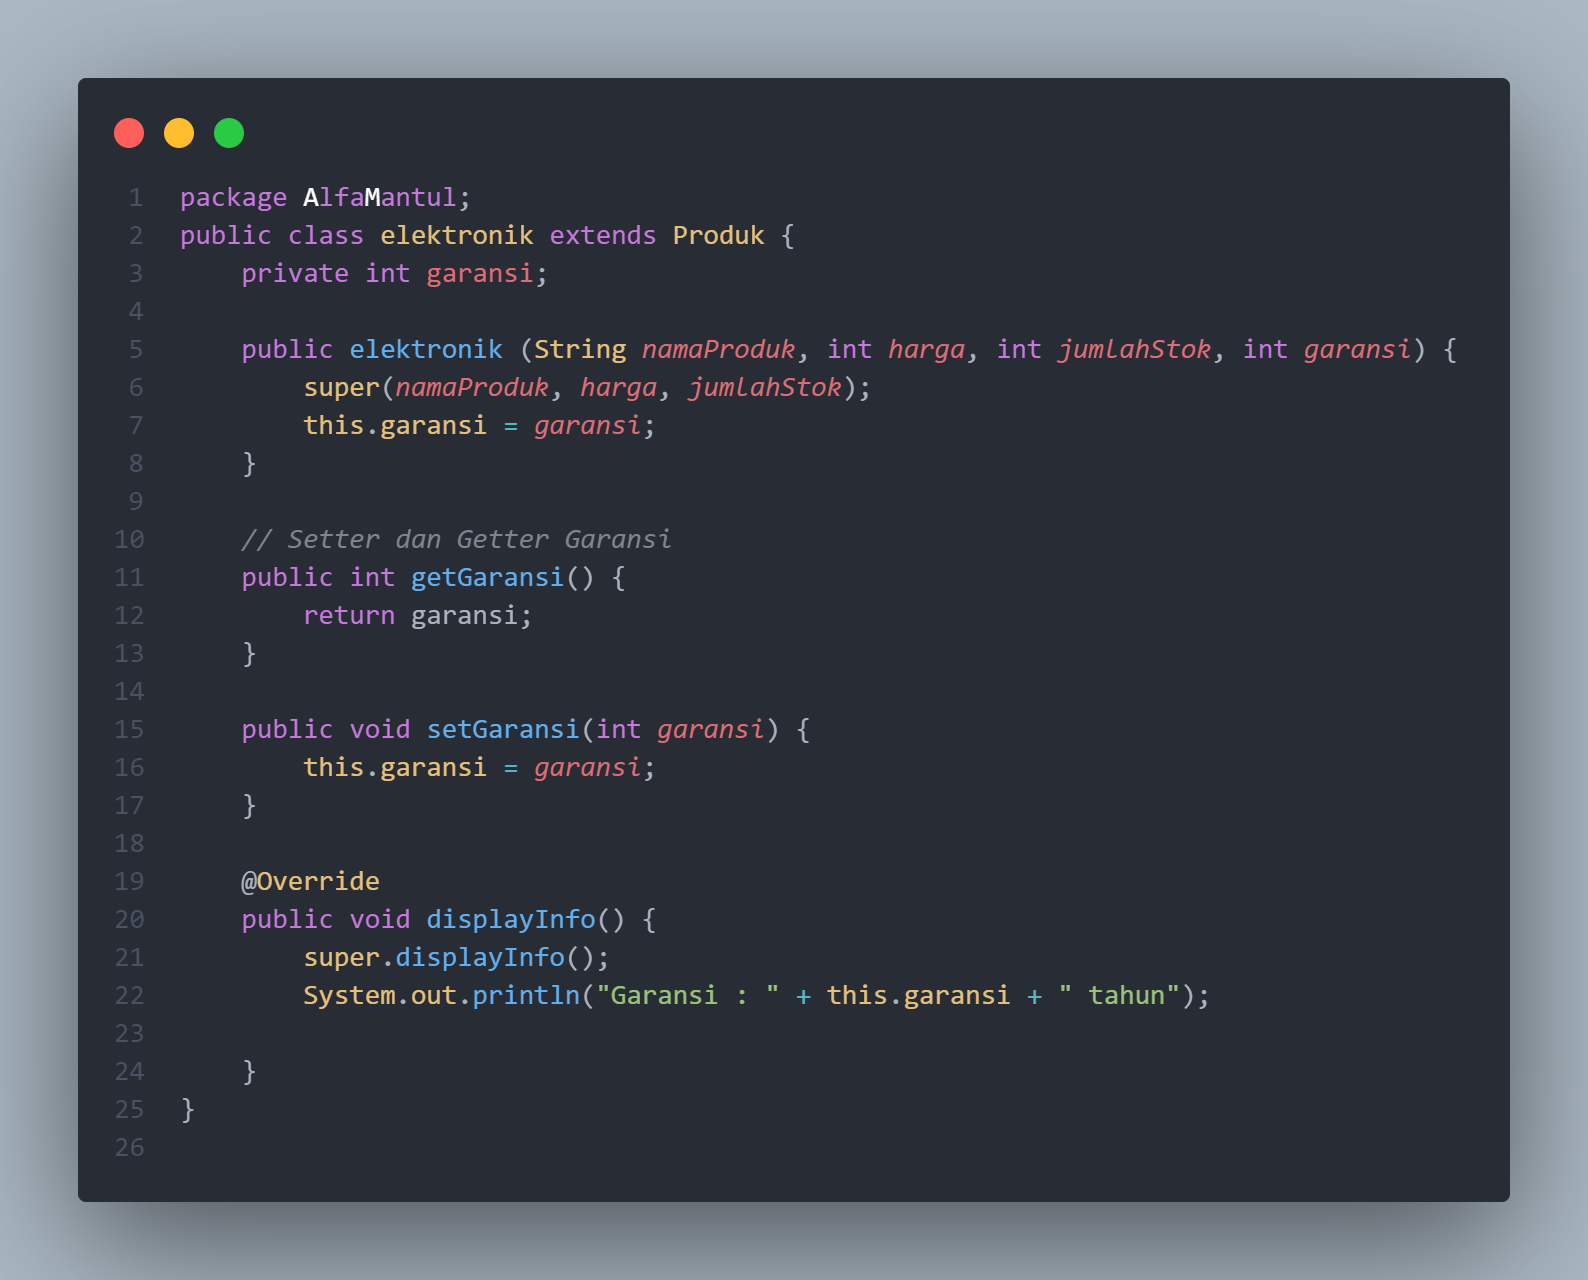 1 package AlfaMantul;
2 public class elektronik extends Produk {
3     private int garansi;
4
5     public elektronik (String namaProduk, int harga, int jumlahStok, int garansi) {
6         super(namaProduk, harga, jumlahStok);
7         this.garansi = garansi;
8     }
9
10     // Setter dan Getter Garansi
11     public int getGaransi() {
12         return garansi;
13     }
14
15     public void setGaransi(int garansi) {
16         this.garansi = garansi;
17     }
18
19     @Override
20     public void displayInfo() {
21         super.displayInfo();
22         System.out.println("Garansi : " + this.garansi + " tahun");
23
24     }
25 }
26